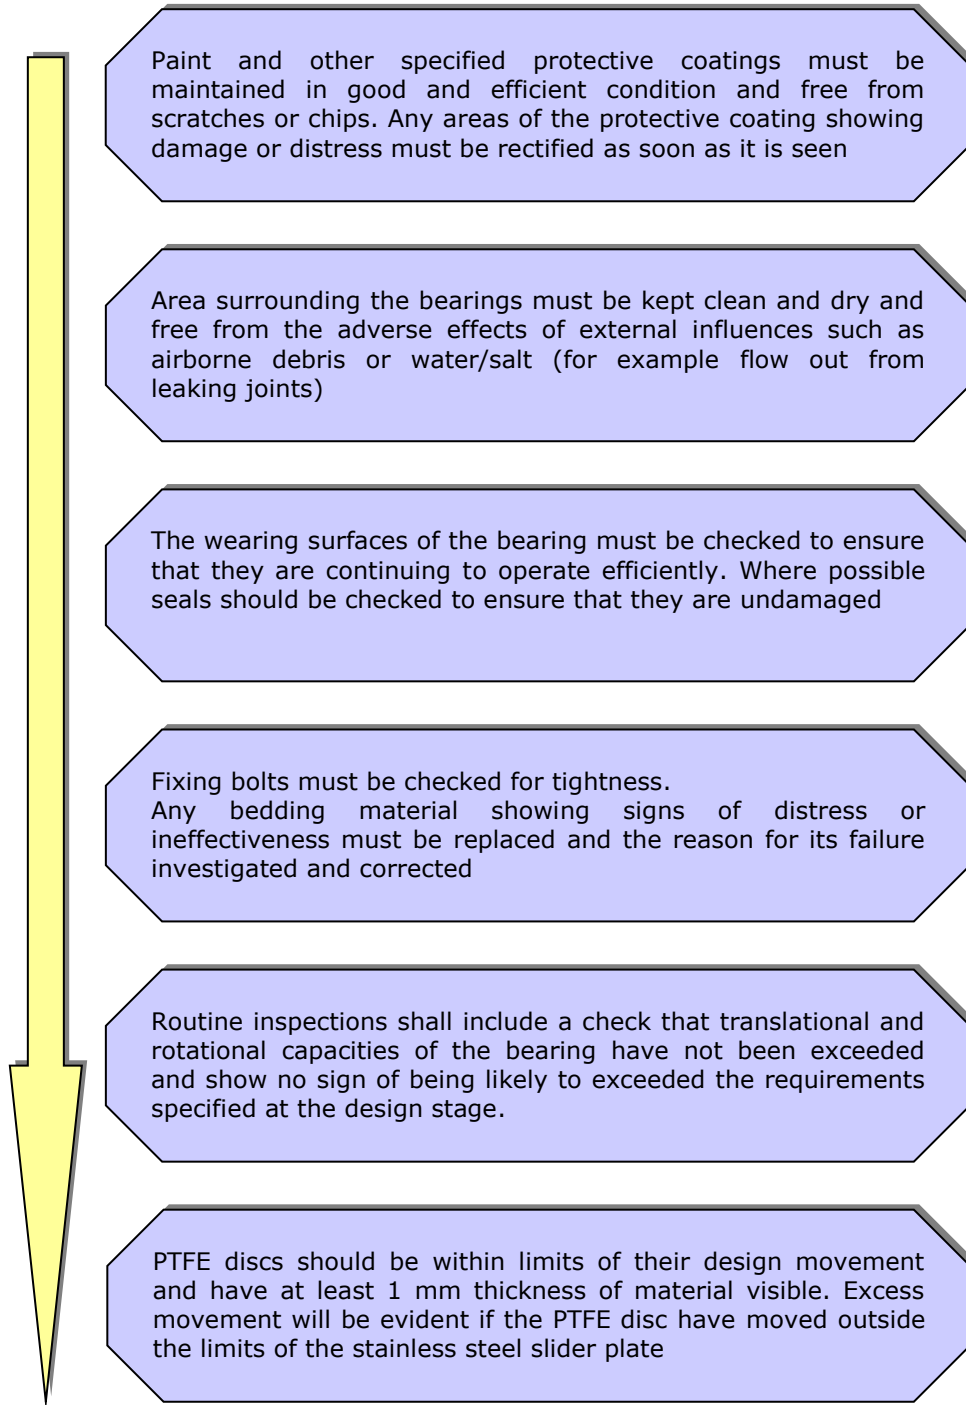 Paint and other specified protective coatings must be
maintained in good and efficient condition and free from
scratches or chips. Any areas of the protective coating showing
damage or distress must be rectified as soon as it is seen
Area surrounding the bearings must be kept clean and dry and
free from the adverse effects of external influences such as
airborne debris or water/salt (for example flow out from
leaking joints)
The wearing surfaces of the bearing must be checked to ensure
that they are continuing to operate efficiently. Where possible
seals should be checked to ensure that they are undamaged
Fixing bolts must be checked for tightness.
Any bedding material showing signs of distress or
ineffectiveness must be replaced and the reason for its failure
investigated and corrected
Routine inspections shall include a check that translational and
rotational capacities of the bearing have not been exceeded
and show no sign of being likely to exceeded the requirements
specified at the design stage.
PTFE discs should be within limits of their design movement
and have at least 1 mm thickness of material visible. Excess
movement will be evident if the PTFE disc have moved outside
the limits of the stainless steel slider plate